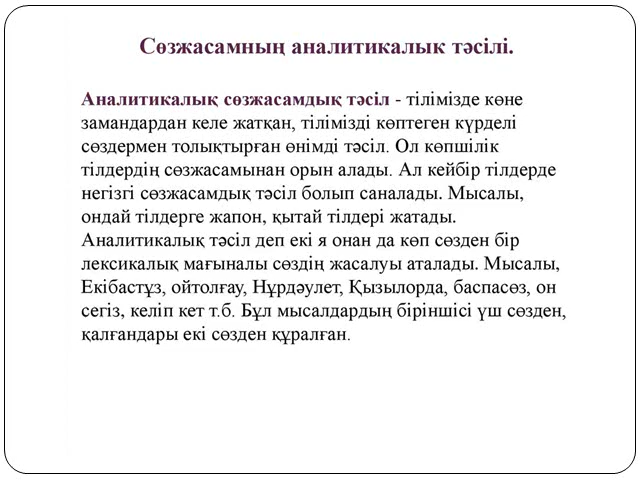 Сөзжасамның аналитикалык тәсілі.
Аналитикалық сөзжасамдық тәсіл - тілімізде көне
замандардан келе жатқан, тілімізді көптеген күрделі
сөздермен толықтырған өнімді тәсіл. Ол көпшілік
тілдердің сөзжасамынан орын алады. Ал кейбір тілдерде
негізгі сөзжасамдық тәсіл болып саналады. Мысалы,
ондай тілдерге жапон, қытай тілдері жатады.
Аналитикалық тәсіл деп екі я онан да көп сөзден бір
лексикалық мағыналы сөздің жасалуы аталады. Мысалы,
Екібастұз, ойтолғау, Нұрдәулет, Қызылорда, баспасөз, он
сегіз, келіп кет т.б. Бұл мысалдардың біріншісі үш сөзден,
қалғандары екі сөзден құралған.